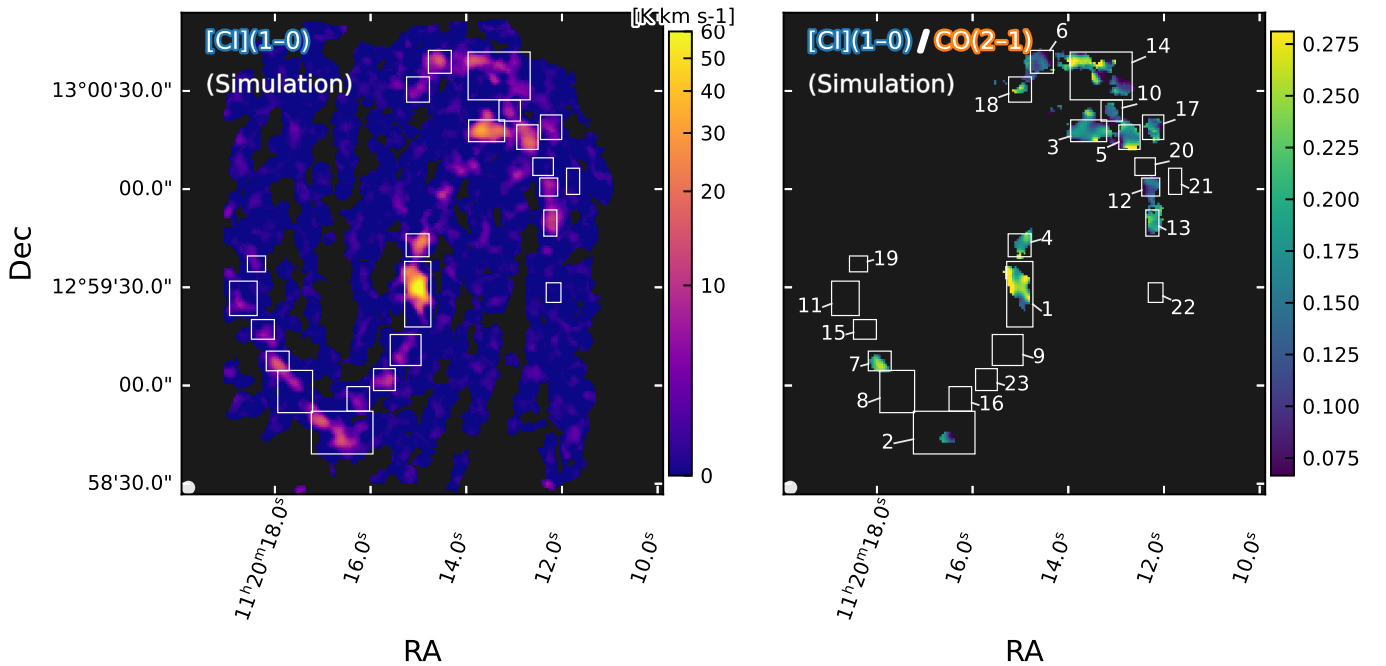 [K km s-1]
[CI](1–0)
(Simulation)
60
50
40
30
20
10
0
Dec
13°00'30.0"
00.0"
12°59'30.0"
00.0"
58'30.0"
11ʰ20ᵐ18.0ˢ
16.0ˢ
14.0ˢ
12.0ˢ
10.0ˢ
RA
[CI](1–0) / CO(2–1)
(Simulation)
6
14
18
10
17
3
5
20
12
21
13
4
19
11
1
22
15
9
7
23
8
16
2
0.275
0.250
0.225
0.200
0.175
0.150
0.125
0.100
0.075
11ʰ20ᵐ18.0ˢ
16.0ˢ
14.0ˢ
12.0ˢ
10.0ˢ
RA